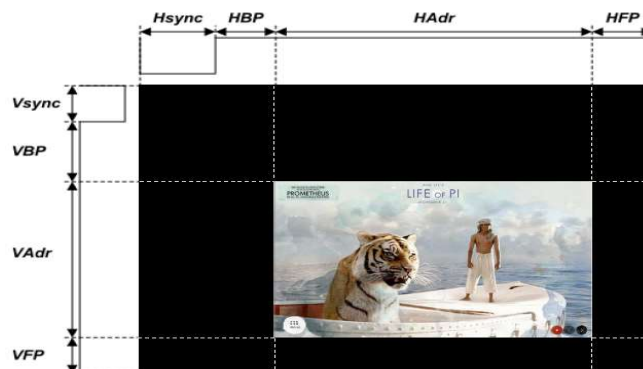 Hsync HBP HAdr HFP
Vsync
VBP
VAdr
VFP
PROMETHEUS
LIFE OF PI